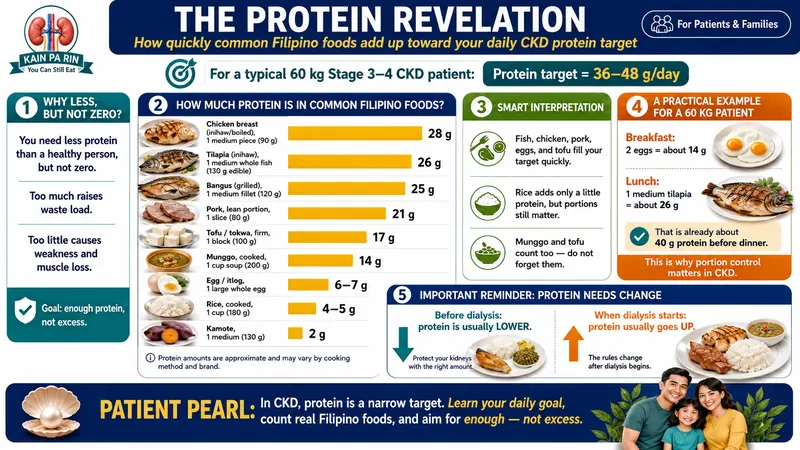 KAIN PA RIN
You Can Still Eat
THE PROTEIN REVELATION
How quickly common Filipino foods add up toward your daily CKD protein target
For Patients & Families
For a typical 60 kg Stage 3–4 CKD patient:
Protein target = 36–48 g/day
1
WHY LESS,
BUT NOT ZERO?
You need less protein
than a healthy person,
but not zero.
Too much raises
waste load.
Too little causes
weakness and
muscle loss.
Goal: enough protein,
not excess.
2
HOW MUCH PROTEIN IS IN COMMON FILIPINO FOODS?
Chicken breast
(inihaw/boiled),
1 medium piece (90 g)
28 g
Tilapia (inihaw),
1 medium whole fish
(130 g edible)
26 g
Bangus (grilled),
1 medium fillet (120 g)
25 g
Pork, lean portion,
1 slice (80 g)
21 g
Tofu / tokwa, firm,
1 block (100 g)
17 g
Munggo, cooked,
1 cup soup (200 g)
14 g
Egg / itlog,
1 large whole egg
6–7 g
Rice, cooked,
1 cup (180 g)
4–5 g
Kamote,
1 medium (130 g)
2 g
Protein amounts are approximate and may vary by cooking
method and brand.
3
SMART INTERPRETATION
Fish, chicken, pork,
eggs, and tofu fill your
target quickly.
Rice adds only a little
protein, but portions
still matter.
Munggo and tofu
count too — do not
forget them.
4
A PRACTICAL EXAMPLE
FOR A 60 KG PATIENT
Breakfast:
2 eggs = about 14 g
Lunch:
1 medium tilapia
= about 26 g
That is already about
40 g protein before dinner.
This is why portion control
matters in CKD.
5
IMPORTANT REMINDER: PROTEIN NEEDS CHANGE
Before dialysis:
protein is usually LOWER.
Protect your kidneys
with the right amount.
When dialysis starts:
protein usually goes UP.
The rules change
after dialysis begins.
PATIENT PEARL:
In CKD, protein is a narrow target. Learn your daily goal,
count real Filipino foods, and aim for enough — not excess.